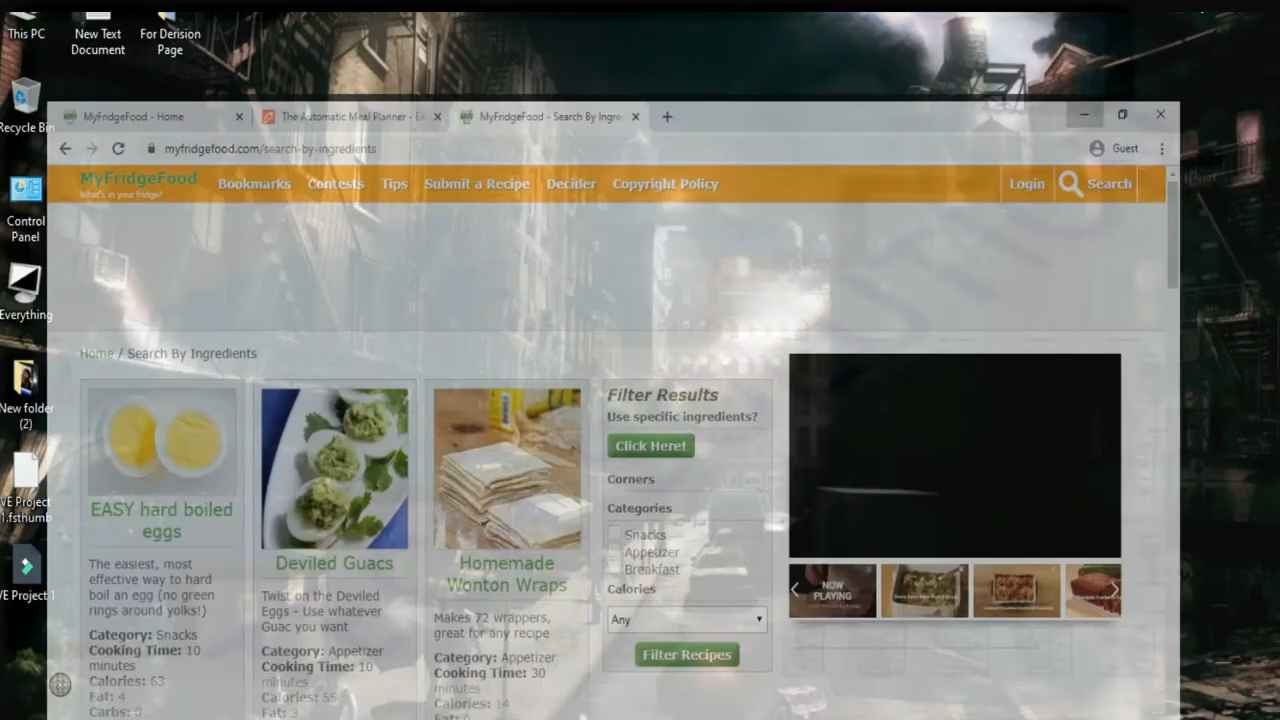 This PC
New Text
Document
For Derision
Page
Recycle Bin
Control
Panel
Everything
New folder
(2)
VE Project
1.fsthumb
VE Project 1
MyFridgeFood - Home
The Automatic Meal Planner - E
MyFridgeFood - Search By Ingre
myfridgefood.com/search-by-ingredients
Guest
MyFridgeFood
What's in your fridge?
Bookmarks
Contests
Tips
Submit a Recipe
Decider
Copyright Policy
Login
Search
Home / Search By Ingredients
EASY hard boiled
eggs
The easiest, most
effective way to hard
boil an egg (no green
rings around yolks!)
Category: Snacks
Cooking Time: 10
minutes
Calories: 63
Fat: 4
Carbs: 0
Deviled Guacs
Twist on the Deviled
Eggs - Use whatever
Guac you want
Category: Appetizer
Cooking Time: 10
minutes
Calories: 55
Fat: 3
Homemade
Wonton Wraps
Makes 72 wrappers,
great for any recipe
Category: Appetizer
Cooking Time: 30
minutes
Calories: 14
Fat: 0
Filter Results
Use specific ingredients?
Click Here!
Corners
Categories
Snacks
Appetizer
Breakfast
Calories
Any
Filter Recipes
NOW
PLAYING